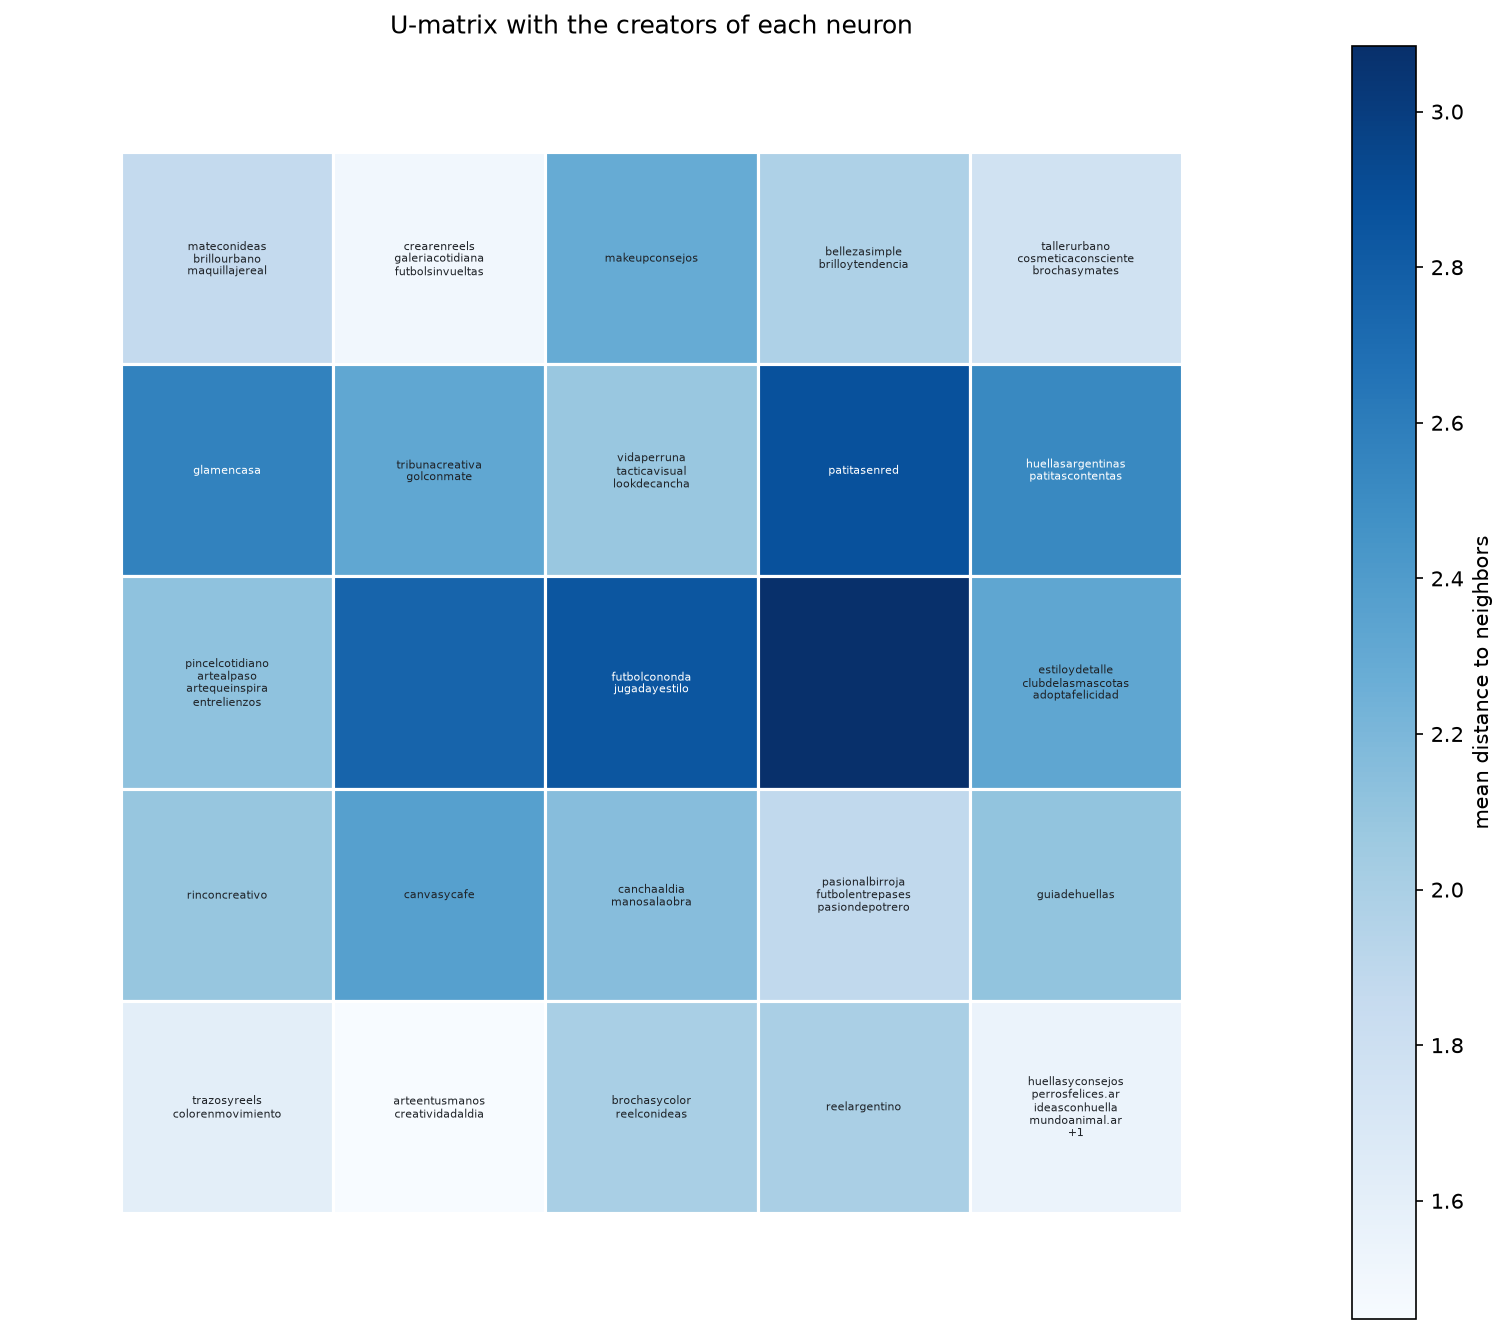 U-matrix with the creators of each neuron
mateconideas
brillourbano
maquillajereal
crearenreels
galeriacotidiana
futbolsinvueltas
makeupconsejos
bellezasimple
brilloytendencia
tallerurbano
cosmeticaconsciente
brochasymates
glamencasa
tribunacreativa
golconmate
vidaperruna
tacticavisual
lookdecancha
patitasenred
huellasargentinas
patitascontentas
pincelcotidiano
artealpaso
artequeinspira
entrelienzos
futbolcononda
jugadayestilo
estiloydetalle
clubdelasmascotas
adoptafelicidad
rinconcreativo
canvasycafe
canchaaldia
manosalaobra
pasionalbirroja
futbolentrepases
pasiondepotrero
guiadehuellas
trazosyreels
colorenmovimiento
arteentusmanos
creatividadaldia
brochasycolor
reelconideas
reelargentino
huellasyconsejos
perrosfelices.ar
ideasconhuella
mundoanimal.ar
+1
3.0
2.8
2.6
2.4
2.2
2.0
1.8
1.6
mean distance to neighbors